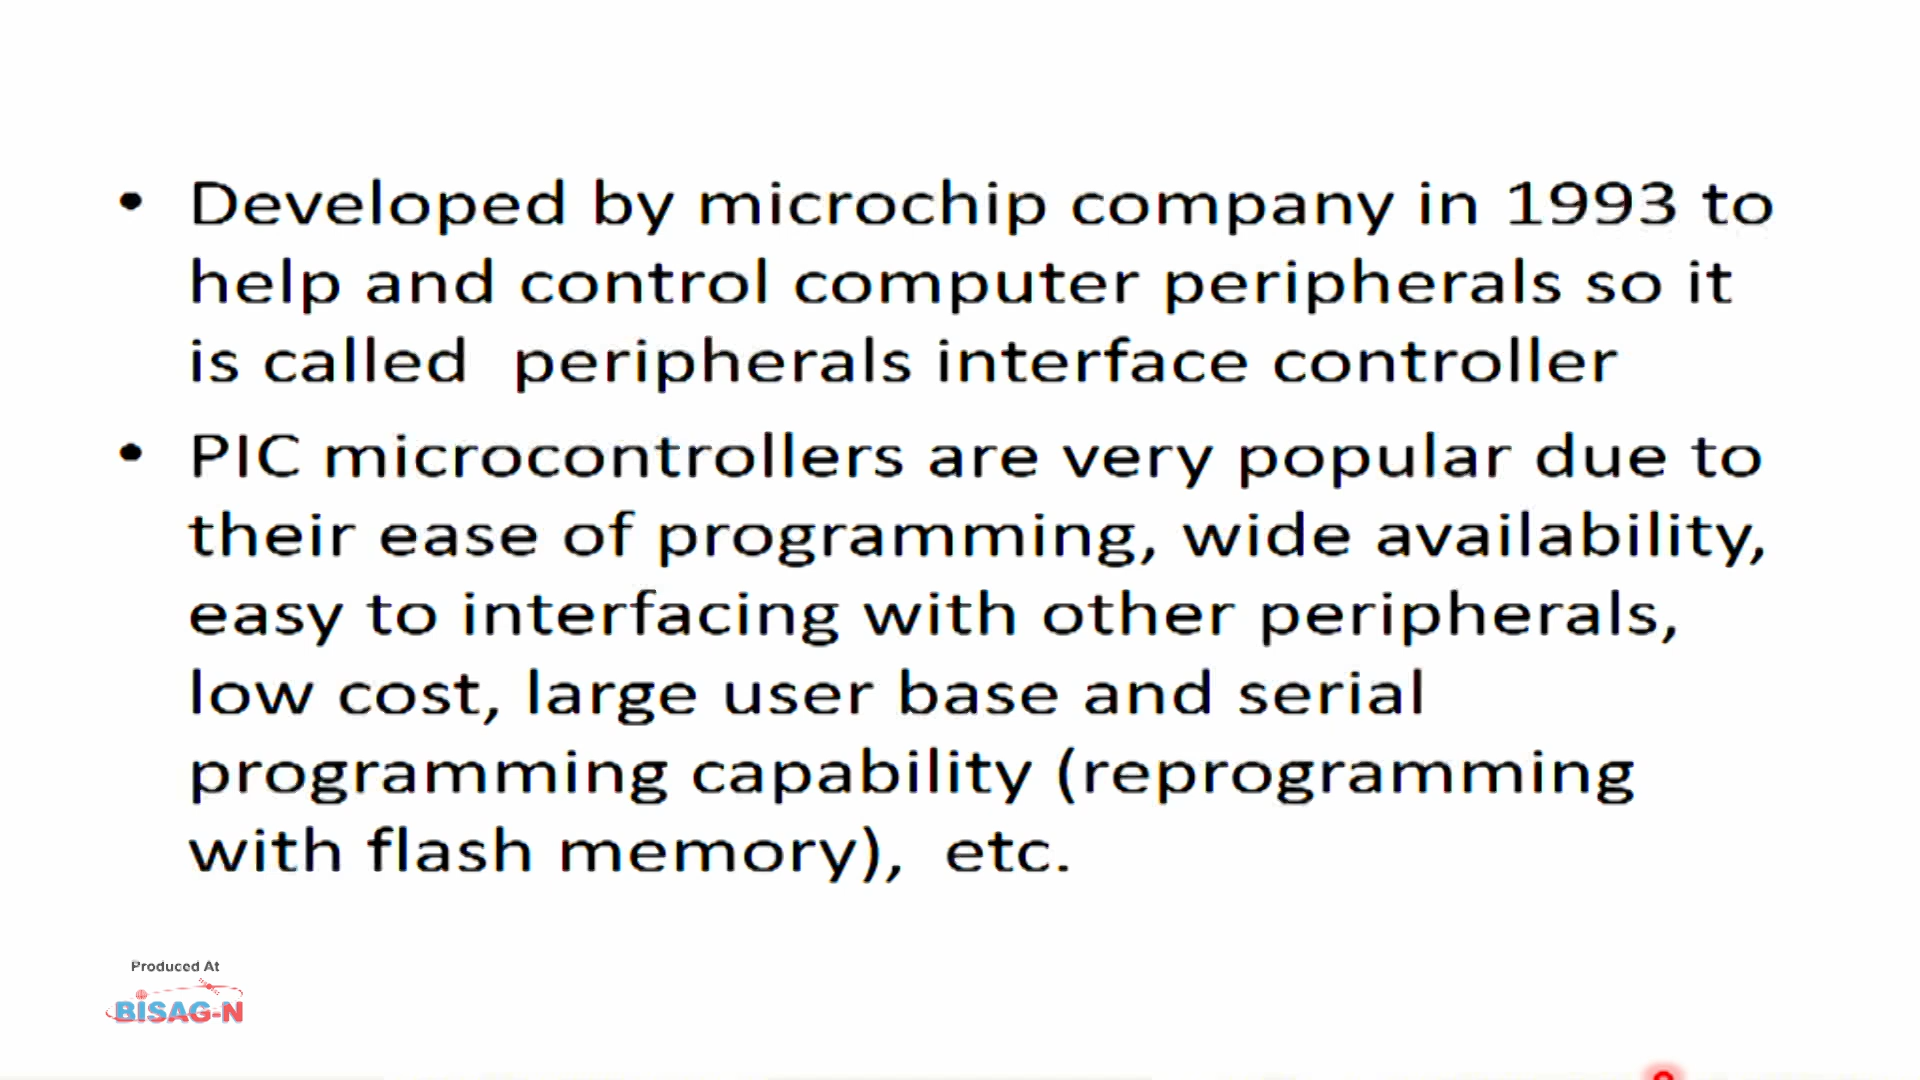 • Developed by microchip company in 1993 to
help and control computer peripherals so it
is called peripherals interface controller
• PIC microcontrollers are very popular due to
their ease of programming, wide availability,
easy to interfacing with other peripherals,
low cost, large user base and serial
programming capability (reprogramming
with flash memory), etc.
Produced At
BISAG-N